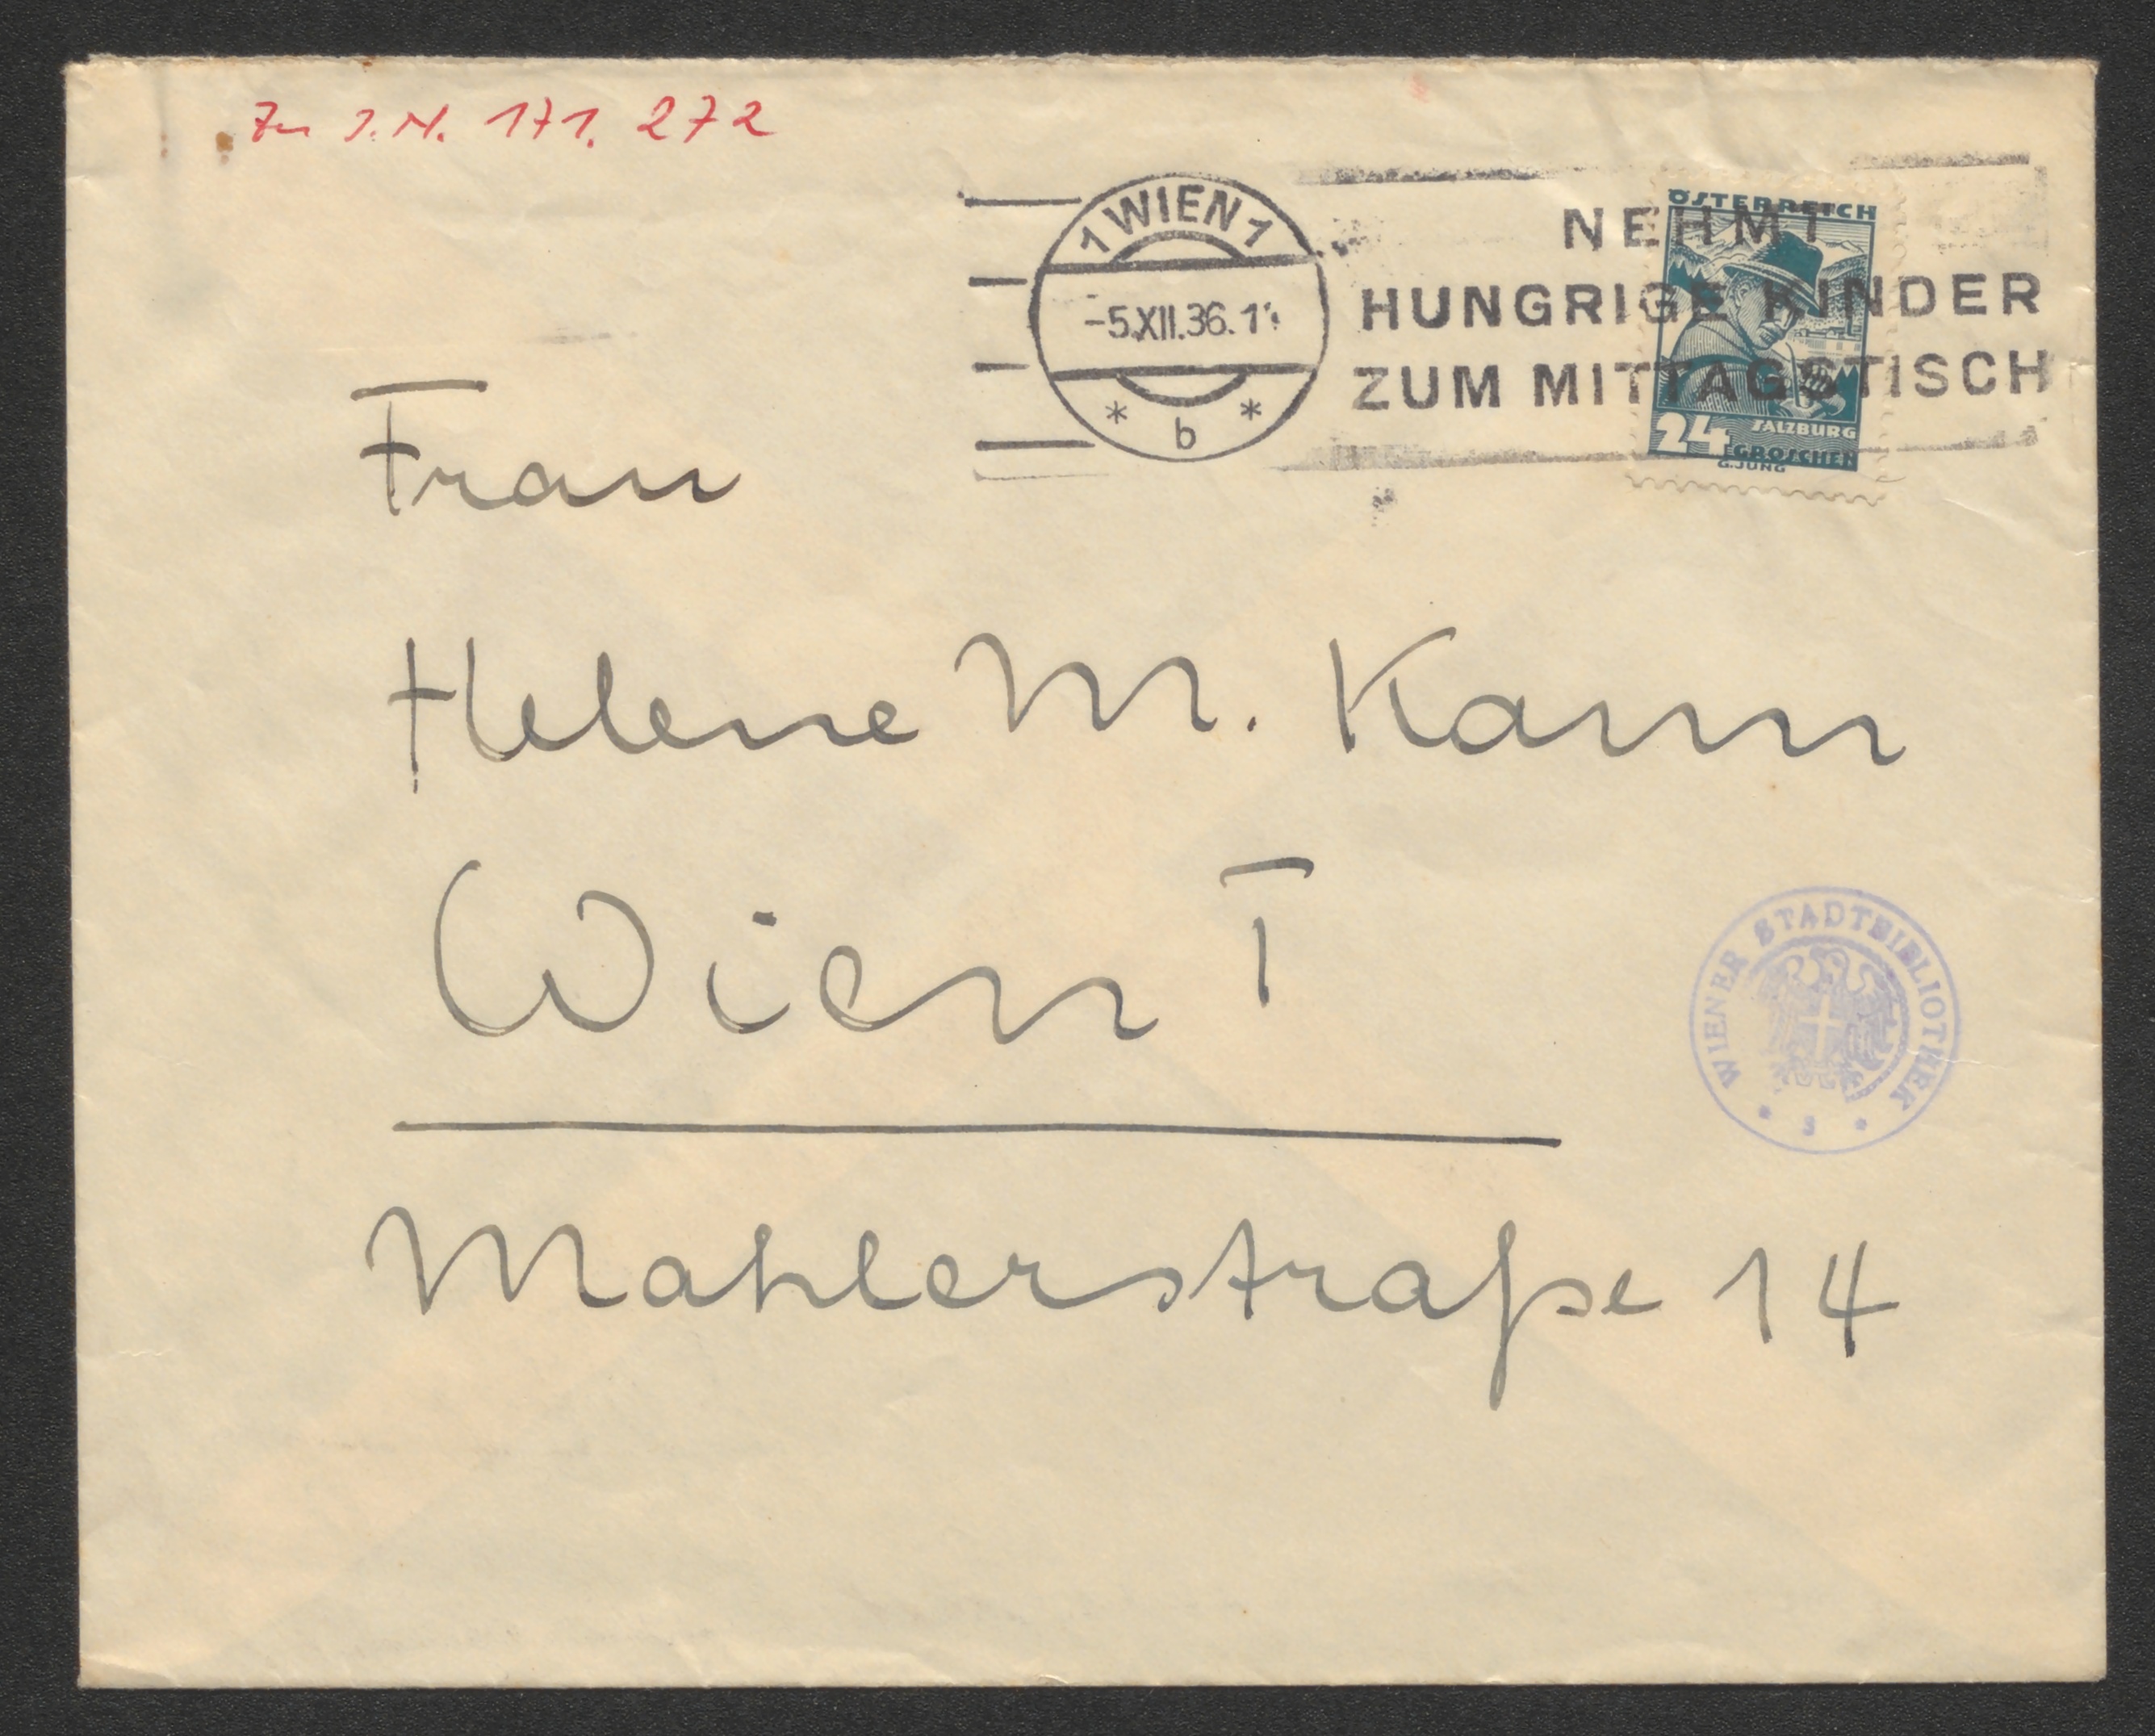 Zu I.N. 171.272
1 WIEN 1
-5.XII.36.1
* b *
NEHMT
HUNGRIGE KINDER
ZUM MITTAGSTISCH
ÖSTERREICH
SALZBURG
24 GROSCHEN
G.JUNG
Frau
Helene M. Kann
Wien I
WIENER STADTBIBLIOTHEK
* s *
Mahlerstraße 14